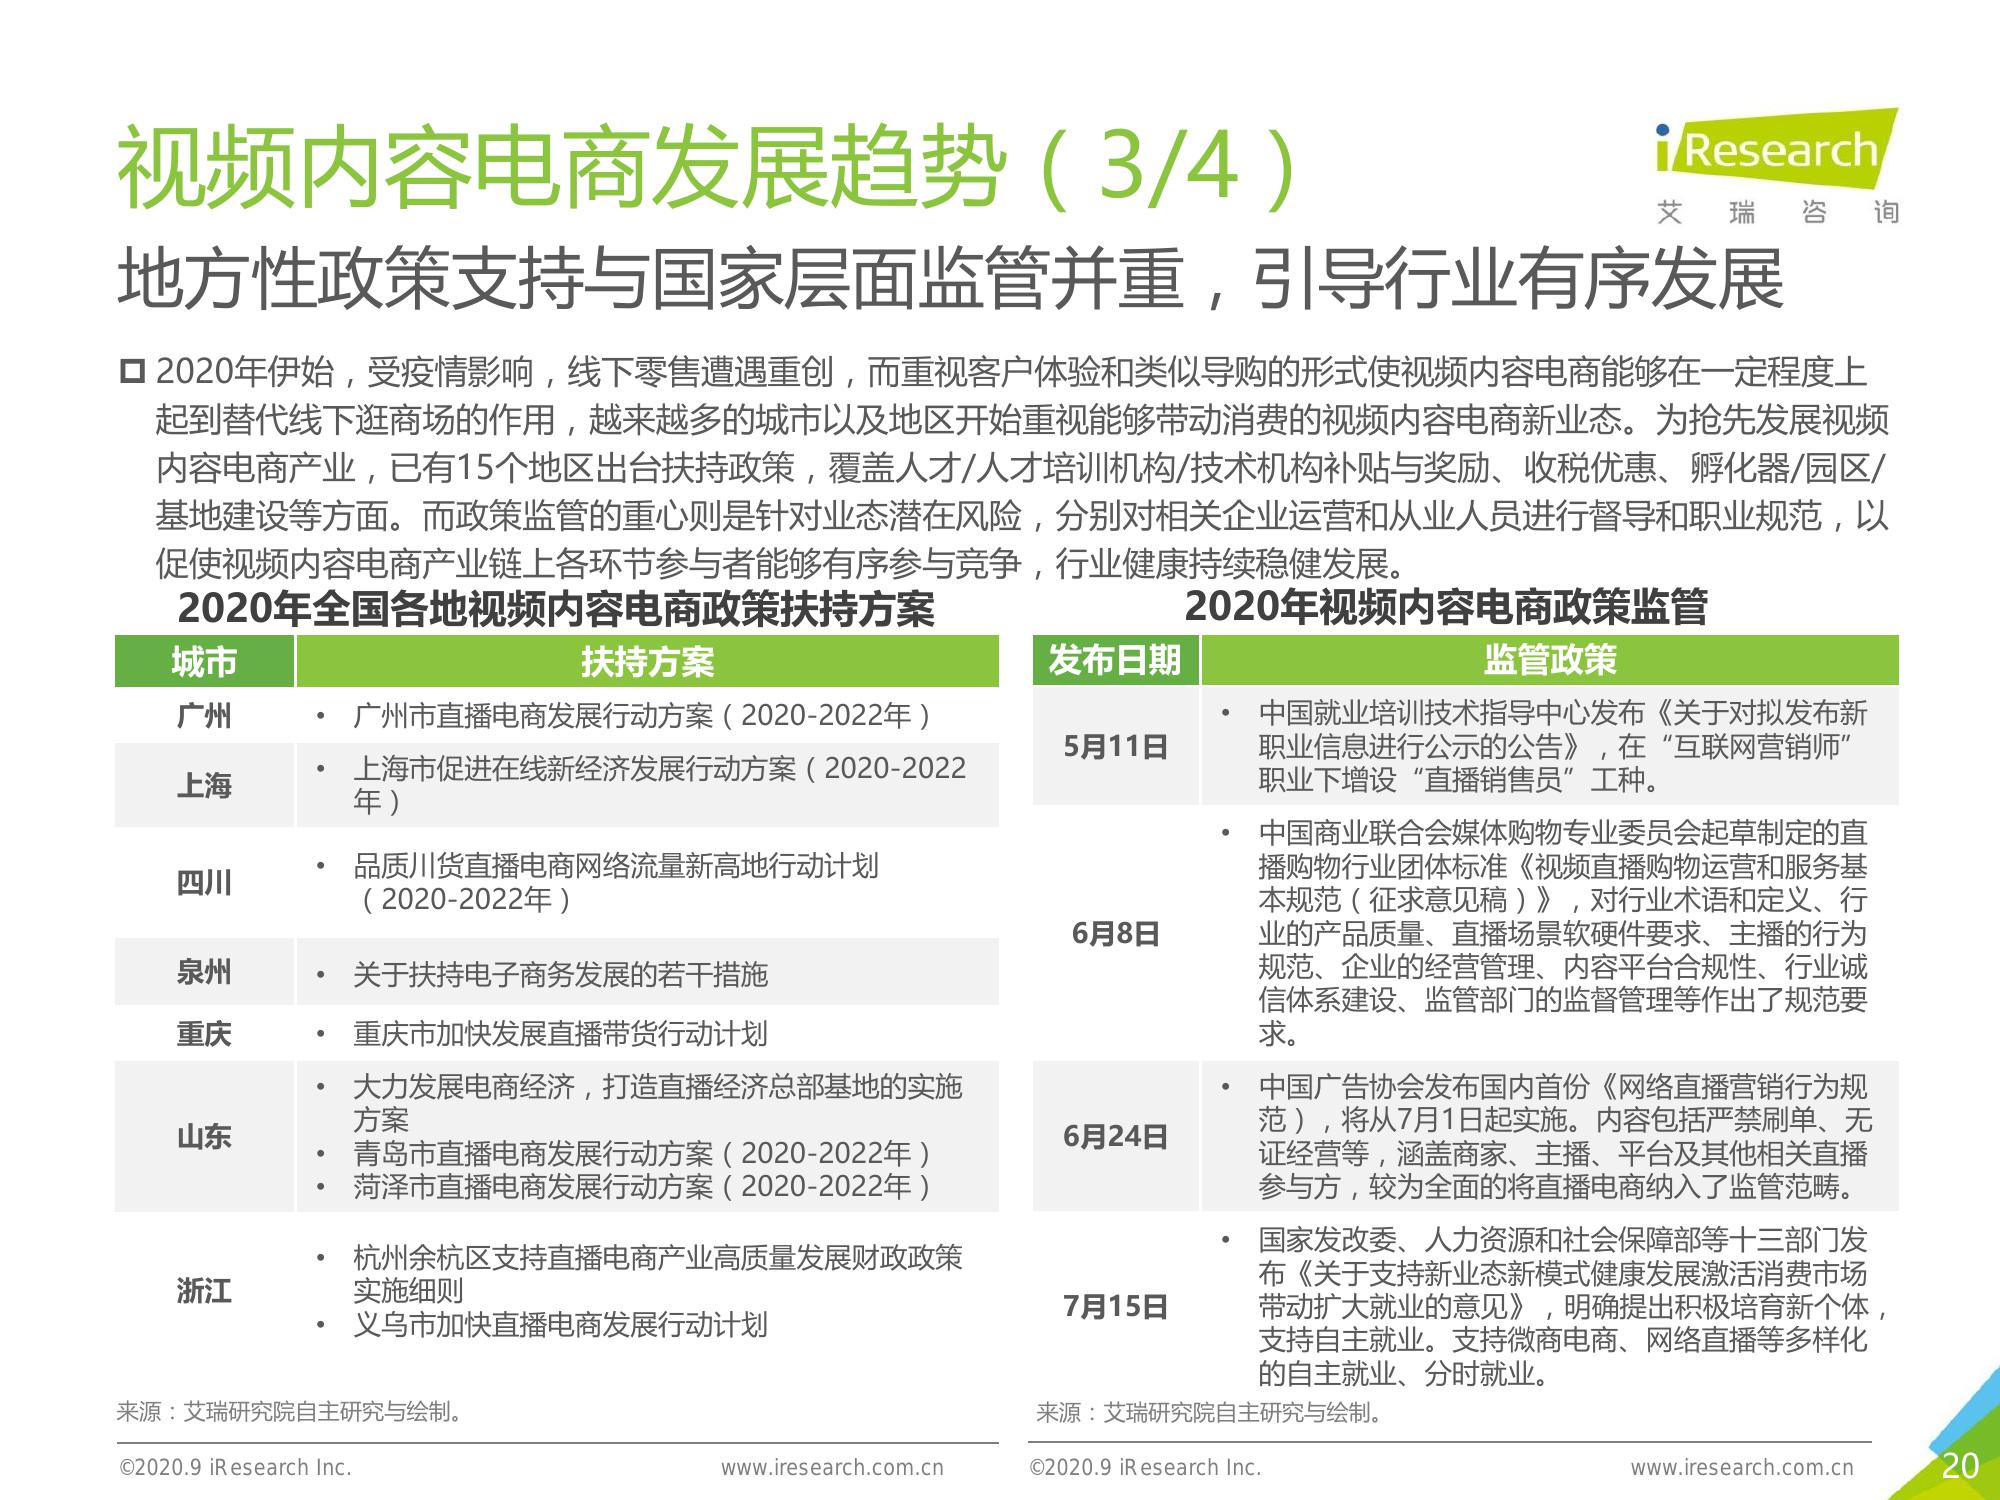 视频内容电商发展趋势（3/4）
iResearch
艾瑞咨询
地方性政策支持与国家层面监管并重，引导行业有序发展
2020年伊始，受疫情影响，线下零售遭遇重创，而重视客户体验和类似导购的形式使视频内容电商能够在一定程度上
起到替代线下逛商场的作用，越来越多的城市以及地区开始重视能够带动消费的视频内容电商新业态。为抢先发展视频
内容电商产业，已有15个地区出台扶持政策，覆盖人才/人才培训机构/技术机构补贴与奖励、收税优惠、孵化器/园区/
基地建设等方面。而政策监管的重心则是针对业态潜在风险，分别对相关企业运营和从业人员进行督导和职业规范，以
促使视频内容电商产业链上各环节参与者能够有序参与竞争，行业健康持续稳健发展。
2020年全国各地视频内容电商政策扶持方案
城市 扶持方案
广州 • 广州市直播电商发展行动方案（2020-2022年）
上海 • 上海市促进在线新经济发展行动方案（2020-2022
年）
四川 • 品质川货直播电商网络流量新高地行动计划
（2020-2022年）
泉州 • 关于扶持电子商务发展的若干措施
重庆 • 重庆市加快发展直播带货行动计划
山东 • 大力发展电商经济，打造直播经济总部基地的实施
方案
• 青岛市直播电商发展行动方案（2020-2022年）
• 菏泽市直播电商发展行动方案（2020-2022年）
浙江 • 杭州余杭区支持直播电商产业高质量发展财政政策
实施细则
• 义乌市加快直播电商发展行动计划
来源：艾瑞研究院自主研究与绘制。
2020年视频内容电商政策监管
发布日期 监管政策
5月11日 • 中国就业培训技术指导中心发布《关于对拟发布新
职业信息进行公示的公告》，在“互联网营销师”
职业下增设“直播销售员”工种。
6月8日 • 中国商业联合会媒体购物专业委员会起草制定的直
播购物行业团体标准《视频直播购物运营和服务基
本规范（征求意见稿）》，对行业术语和定义、行
业的产品质量、直播场景软硬件要求、主播的行为
规范、企业的经营管理、内容平台合规性、行业诚
信体系建设、监管部门的监督管理等作出了规范要
求。
6月24日 • 中国广告协会发布国内首份《网络直播营销行为规
范），将从7月1日起实施。内容包括严禁刷单、无
证经营等，涵盖商家、主播、平台及其他相关直播
参与方，较为全面的将直播电商纳入了监管范畴。
7月15日 • 国家发改委、人力资源和社会保障部等十三部门发
布《关于支持新业态新模式健康发展激活消费市场
带动扩大就业的意见》，明确提出积极培育新个体，
支持自主就业。支持微商电商、网络直播等多样化
的自主就业、分时就业。
来源：艾瑞研究院自主研究与绘制。
©2020.9 iResearch Inc. www.iresearch.com.cn
©2020.9 iResearch Inc. www.iresearch.com.cn
20